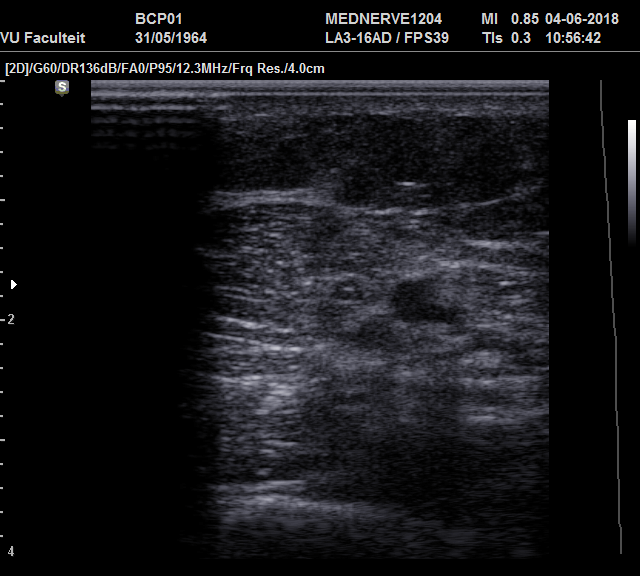 BCP01 MEDNERVE1204 MI 0.85 04-06-2018
VU Faculteit 31/05/1964 LA3-16AD / FPS39 TIs 0.3 10:56:42
[2D]/G60/DR136dB/FA0/P95/12.3MHz/Frq Res./4.0cm
S
2
4